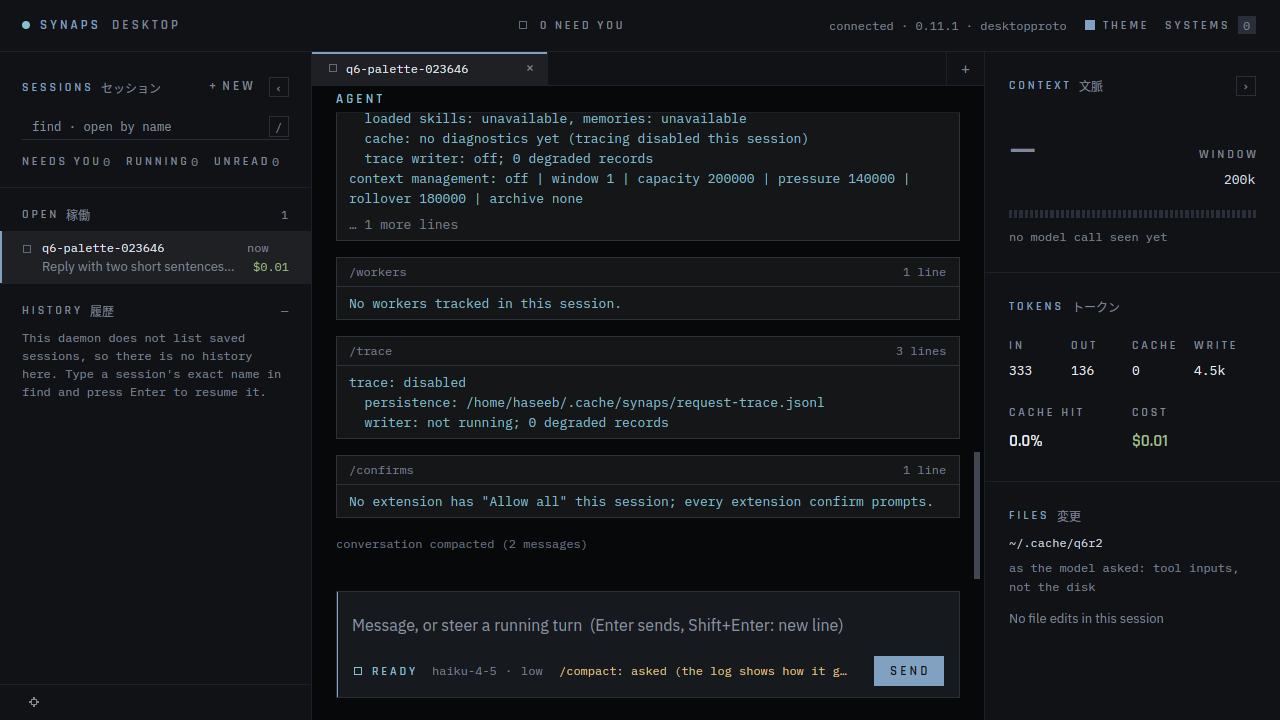 SYNAPS DESKTOP
0 NEED YOU
connected · 0.11.1 · desktopproto
THEME
SYSTEMS 0
SESSIONS セッション
+ NEW
‹
find · open by name
/
NEEDS YOU 0 RUNNING 0 UNREAD 0
OPEN 稼働 1
q6-palette-023646 now
Reply with two short sentences… $0.01
HISTORY 履歴 —
This daemon does not list saved
sessions, so there is no history
here. Type a session's exact name in
find and press Enter to resume it.
q6-palette-023646 ×
+
AGENT
loaded skills: unavailable, memories: unavailable
cache: no diagnostics yet (tracing disabled this session)
trace writer: off; 0 degraded records
context management: off | window 1 | capacity 200000 | pressure 140000 |
rollover 180000 | archive none
… 1 more lines
/workers 1 line
No workers tracked in this session.
/trace 3 lines
trace: disabled
persistence: /home/haseeb/.cache/synaps/request-trace.jsonl
writer: not running; 0 degraded records
/confirms 1 line
No extension has "Allow all" this session; every extension confirm prompts.
conversation compacted (2 messages)
Message, or steer a running turn (Enter sends, Shift+Enter: new line)
READY haiku-4-5 · low /compact: asked (the log shows how it g…
SEND
CONTEXT 文脈
›
—
WINDOW
200k
no model call seen yet
TOKENS トークン
IN OUT CACHE WRITE
333 136 0 4.5k
CACHE HIT COST
0.0% $0.01
FILES 変更
~/.cache/q6r2
as the model asked: tool inputs,
not the disk
No file edits in this session